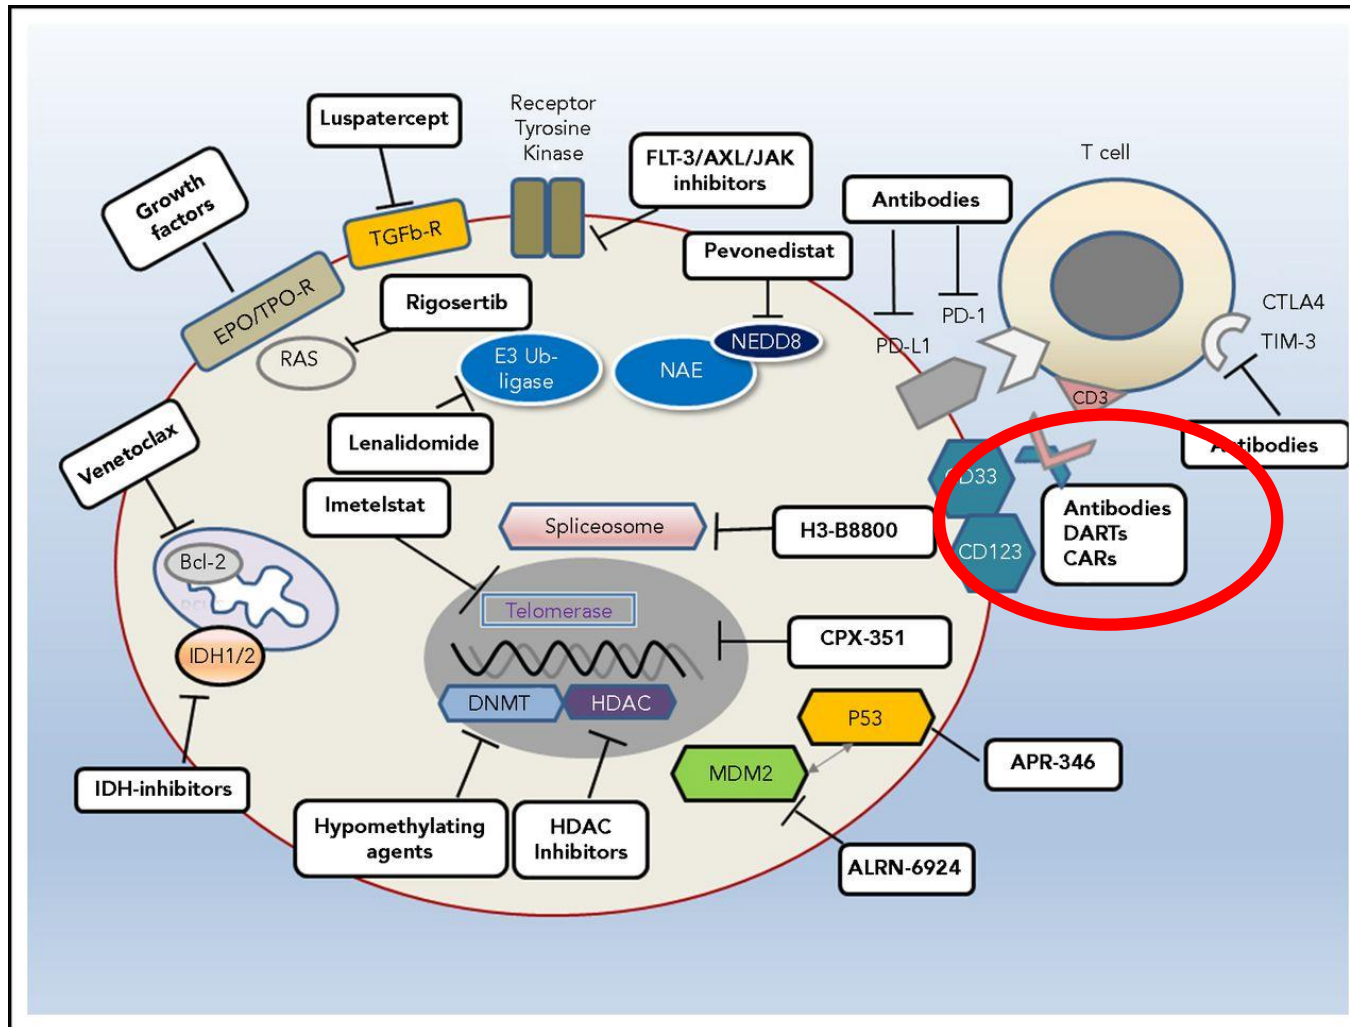 Luspatercept
Receptor
Tyrosine
Kinase
FLT-3/AXL/JAK
inhibitors
T cell
Antibodies
Growth
factors
TGFb-R
Pevonedistat
EPO/TPO-R
Rigosertib
PD-1
CTLA4
TIM-3
NEDD8
PD-L1
RAS
E3 Ub-
ligase
NAE
CD3
Lenalidomide
Antibodies
Venetoclax
CD33
Imetelstat
Spliceosome
H3-B8800
Antibodies
DARTs
CARs
CD123
Bcl-2
Telomerase
CPX-351
IDH1/2
DNMT
HDAC
P53
APR-346
MDM2
IDH-inhibitors
Hypomethylating
agents
HDAC
Inhibitors
ALRN-6924